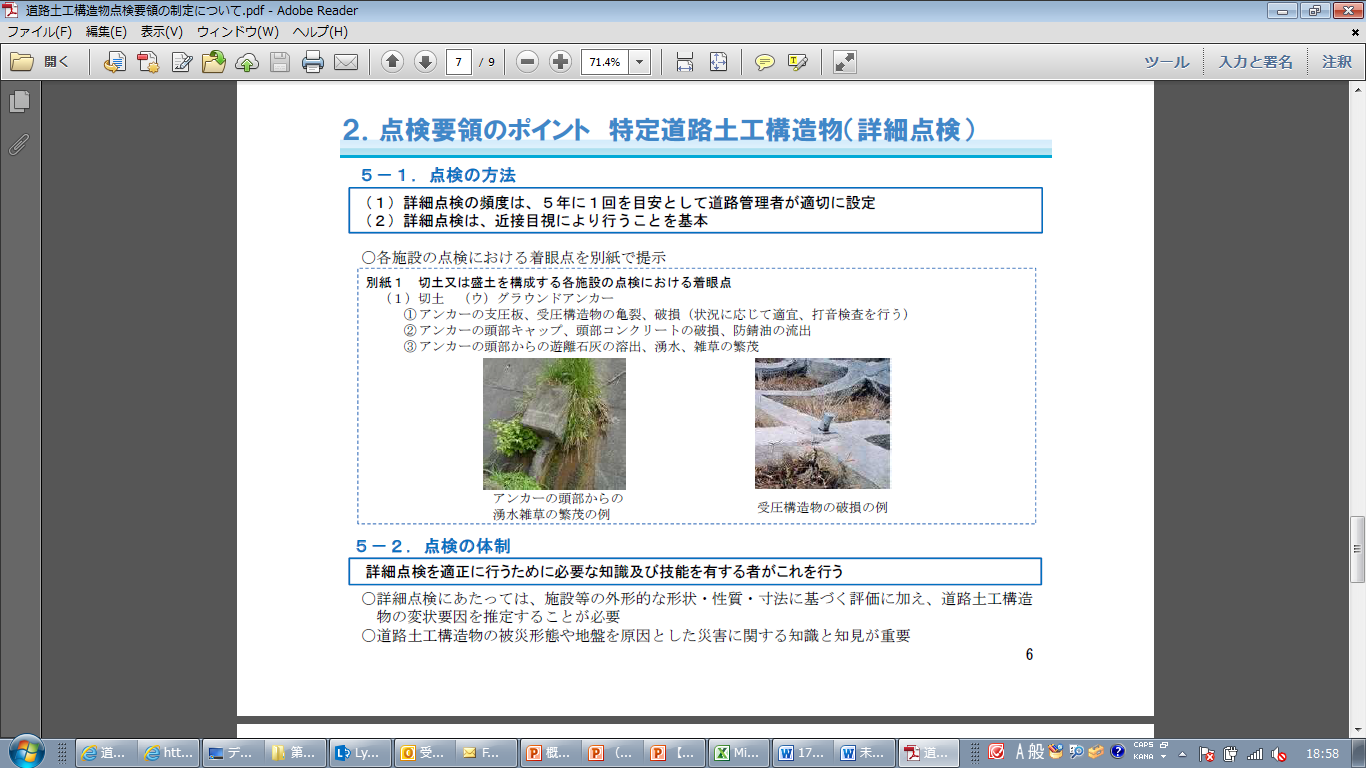 道路土工構造物点検要領の制定について.pdf - Adobe Reader
ファイル(F) 編集(E) 表示(V) ウィンドウ(W) ヘルプ(H)
開く 7 / 9 71.4% ツール 入力と署名 注釈
２．点検要領のポイント　特定道路土工構造物（詳細点検）
５－１．点検の方法
（１）詳細点検の頻度は、５年に１回を目安として道路管理者が適切に設定
（２）詳細点検は、近接目視により行うことを基本
○各施設の点検における着眼点を別紙で提示
別紙１　切土又は盛土を構成する各施設の点検における着眼点
（１）切土　（ウ）グラウンドアンカー
①アンカーの支圧板、受圧構造物の亀裂、破損（状況に応じて適宜、打音検査を行う）
②アンカーの頭部キャップ、頭部コンクリートの破損、防錆油の流出
③アンカーの頭部からの遊離石灰の溶出、湧水、雑草の繁茂
アンカーの頭部からの
湧水雑草の繁茂の例
受圧構造物の破損の例
５－２．点検の体制
詳細点検を適正に行うために必要な知識及び技能を有する者がこれを行う
○詳細点検にあたっては、施設等の外形的な形状・性質・寸法に基づく評価に加え、道路土工構造
物の変状要因を推定することが必要
○道路土工構造物の被災形態や地盤を原因とした災害に関する知識と知見が重要
6
道... htt... デ... 第... Ly... 受... F... 概... （... 【... Mi... 17... 未... 道... A 般 CAPS KANA 18:58